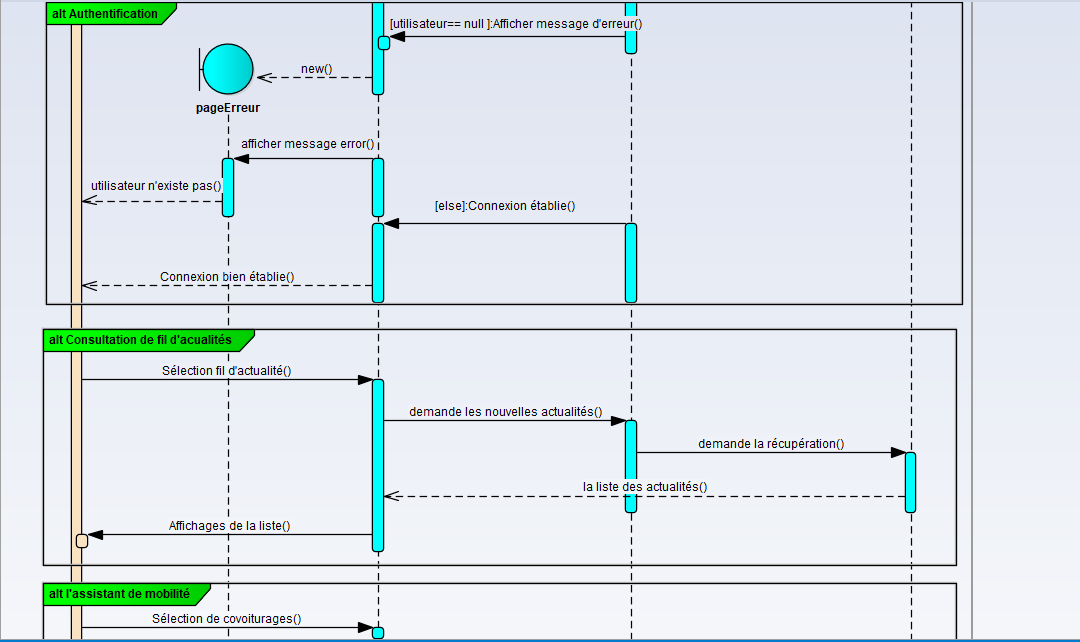 alt Authentification
[utilisateur== null ]:Afficher message d'erreur()
new()
pageErreur
afficher message error()
utilisateur n'existe pas()
[else]:Connexion établie()
Connexion bien établie()
alt Consultation de fil d'acualités
Sélection fil d'actualité()
demande les nouvelles actualités()
demande la récupération()
la liste des actualités()
Affichages de la liste()
alt l'assistant de mobilité
Sélection de covoiturages()